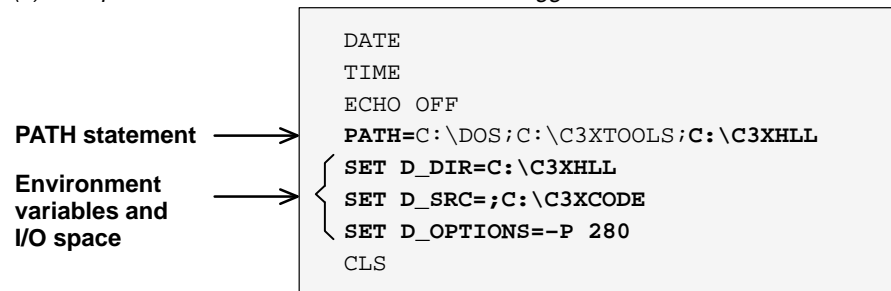 DATE
TIME
ECHO OFF
PATH statement
PATH=C:\DOS;C:\C3XTOOLS;C:\C3XHLL
Environment
variables and
I/O space
SET D_DIR=C:\C3XHLL
SET D_SRC=;C:\C3XCODE
SET D_OPTIONS=–P 280
CLS